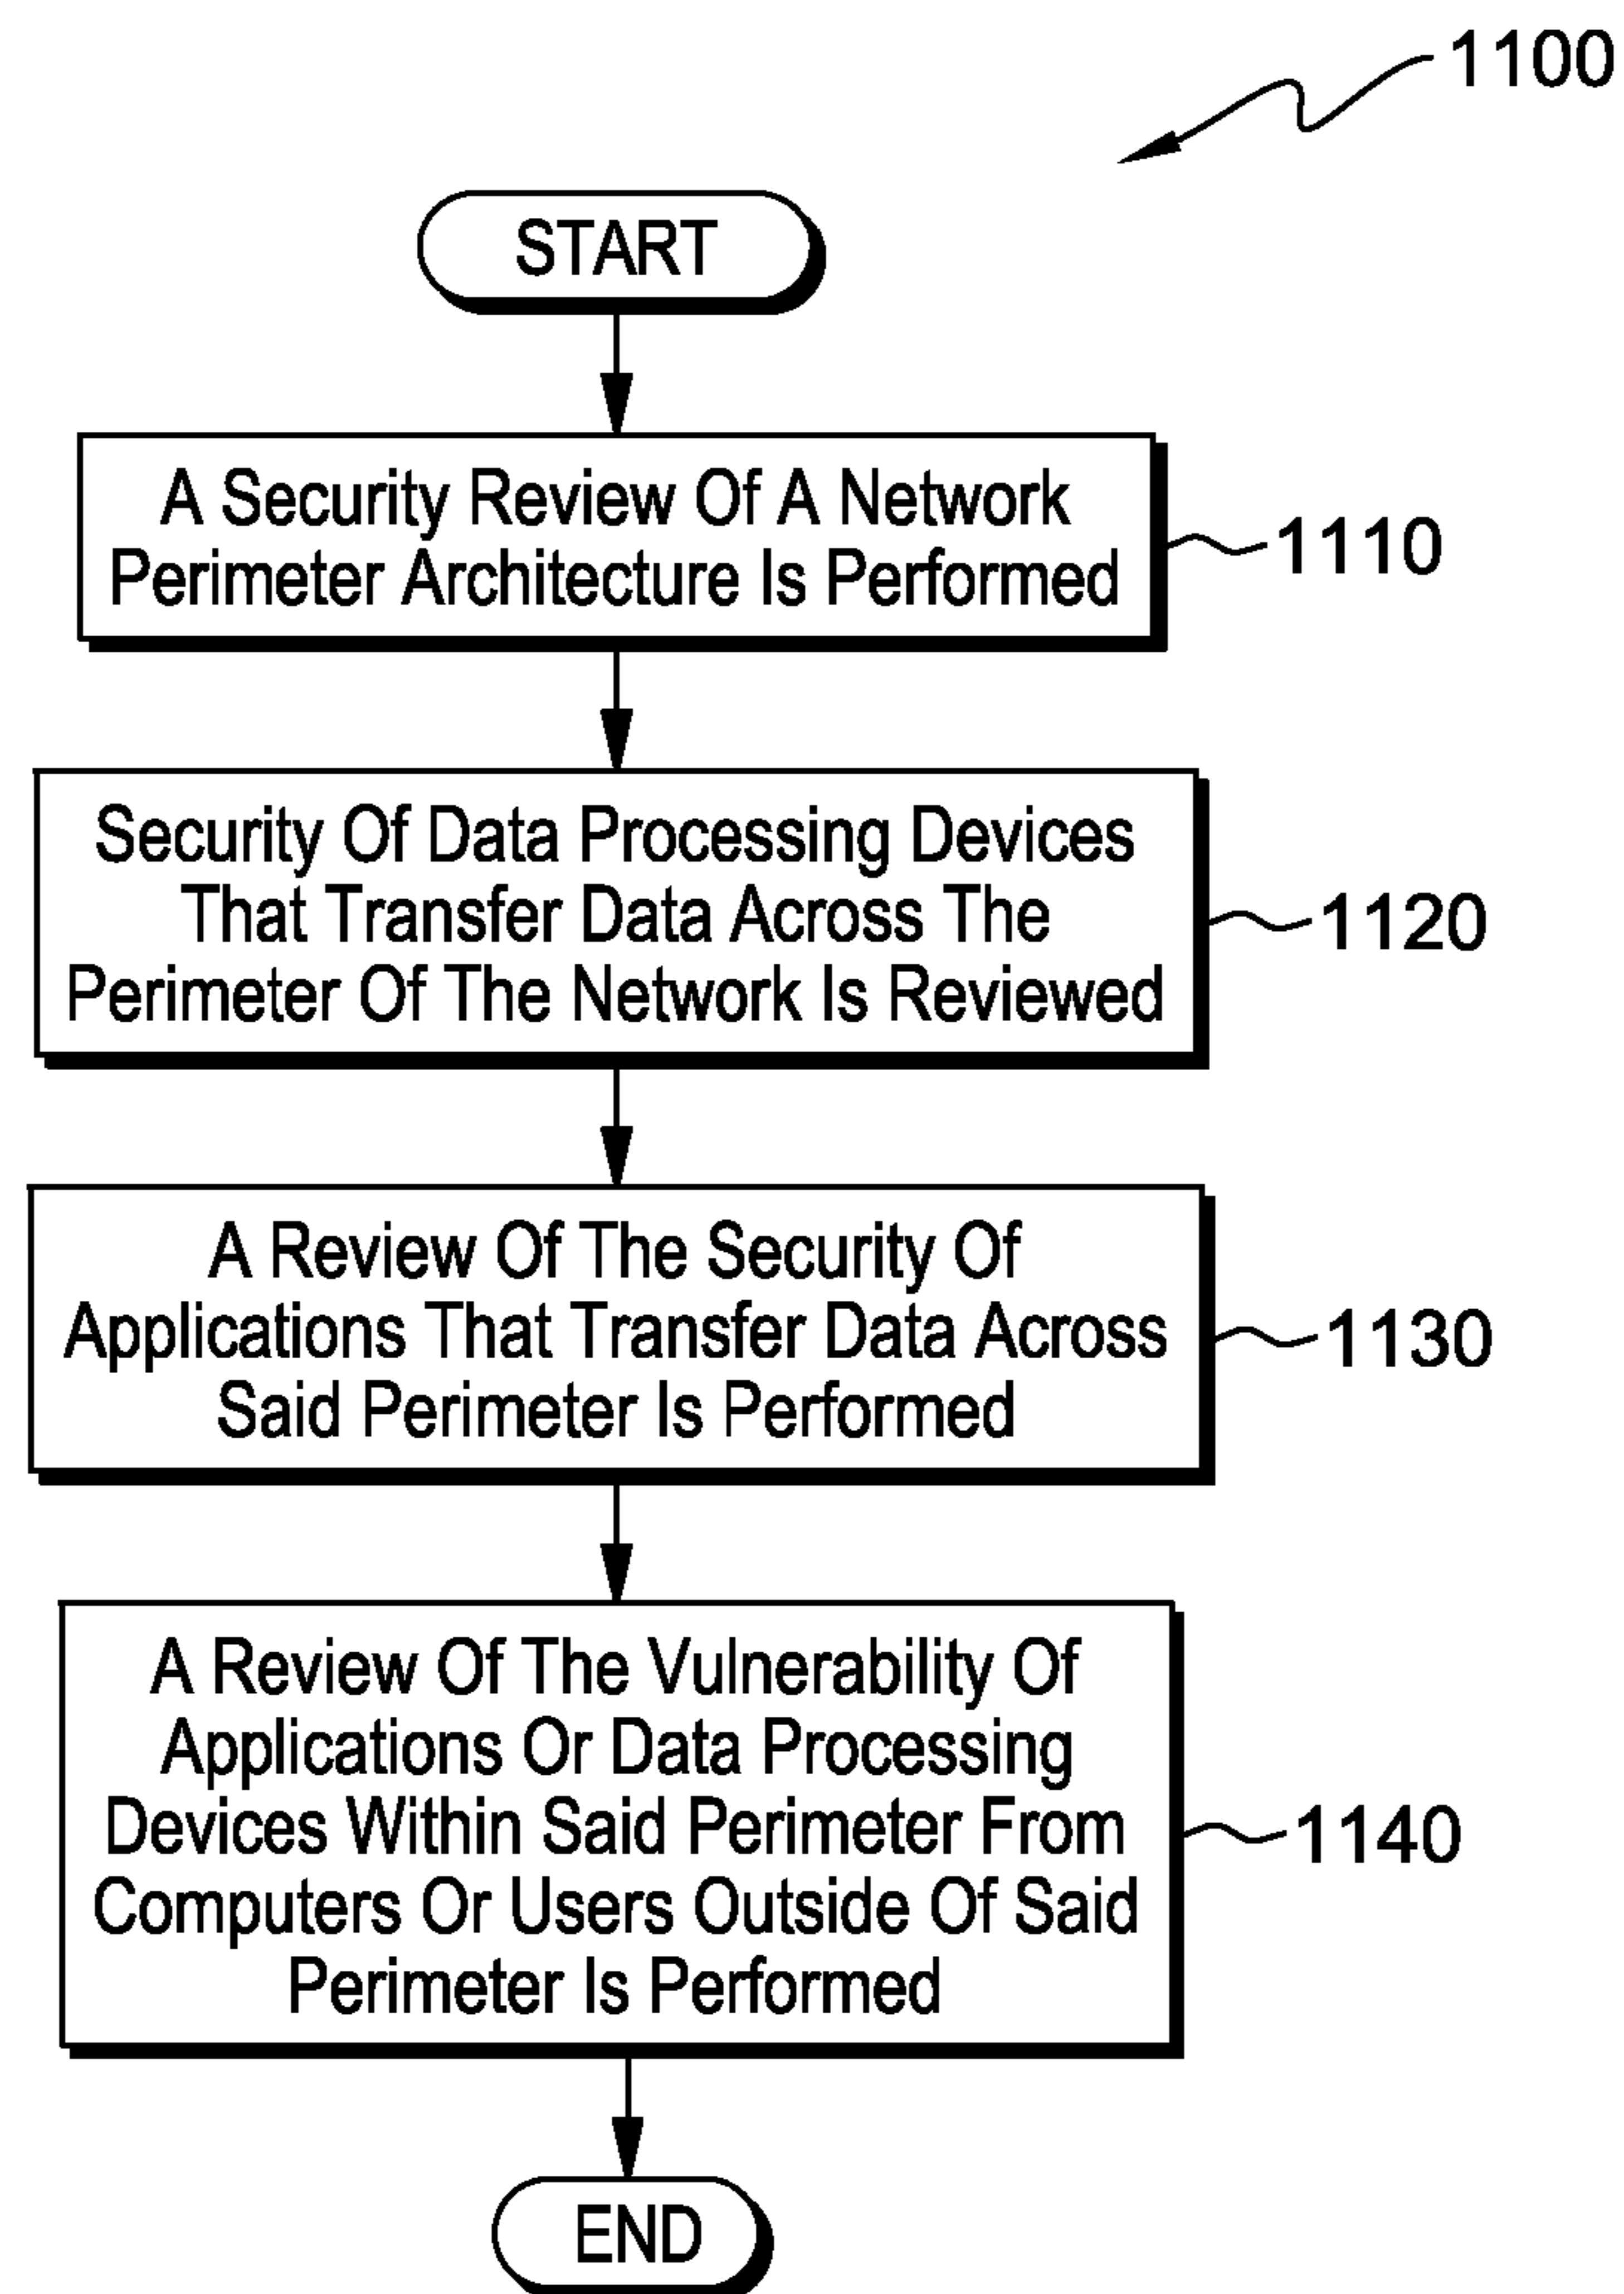 1100
START
A Security Review Of A Network
Perimeter Architecture Is Performed
1110
Security Of Data Processing Devices
That Transfer Data Across The
Perimeter Of The Network Is Reviewed
1120
A Review Of The Security Of
Applications That Transfer Data Across
Said Perimeter Is Performed
1130
A Review Of The Vulnerability Of
Applications Or Data Processing
Devices Within Said Perimeter From
Computers Or Users Outside Of Said
Perimeter Is Performed
1140
END